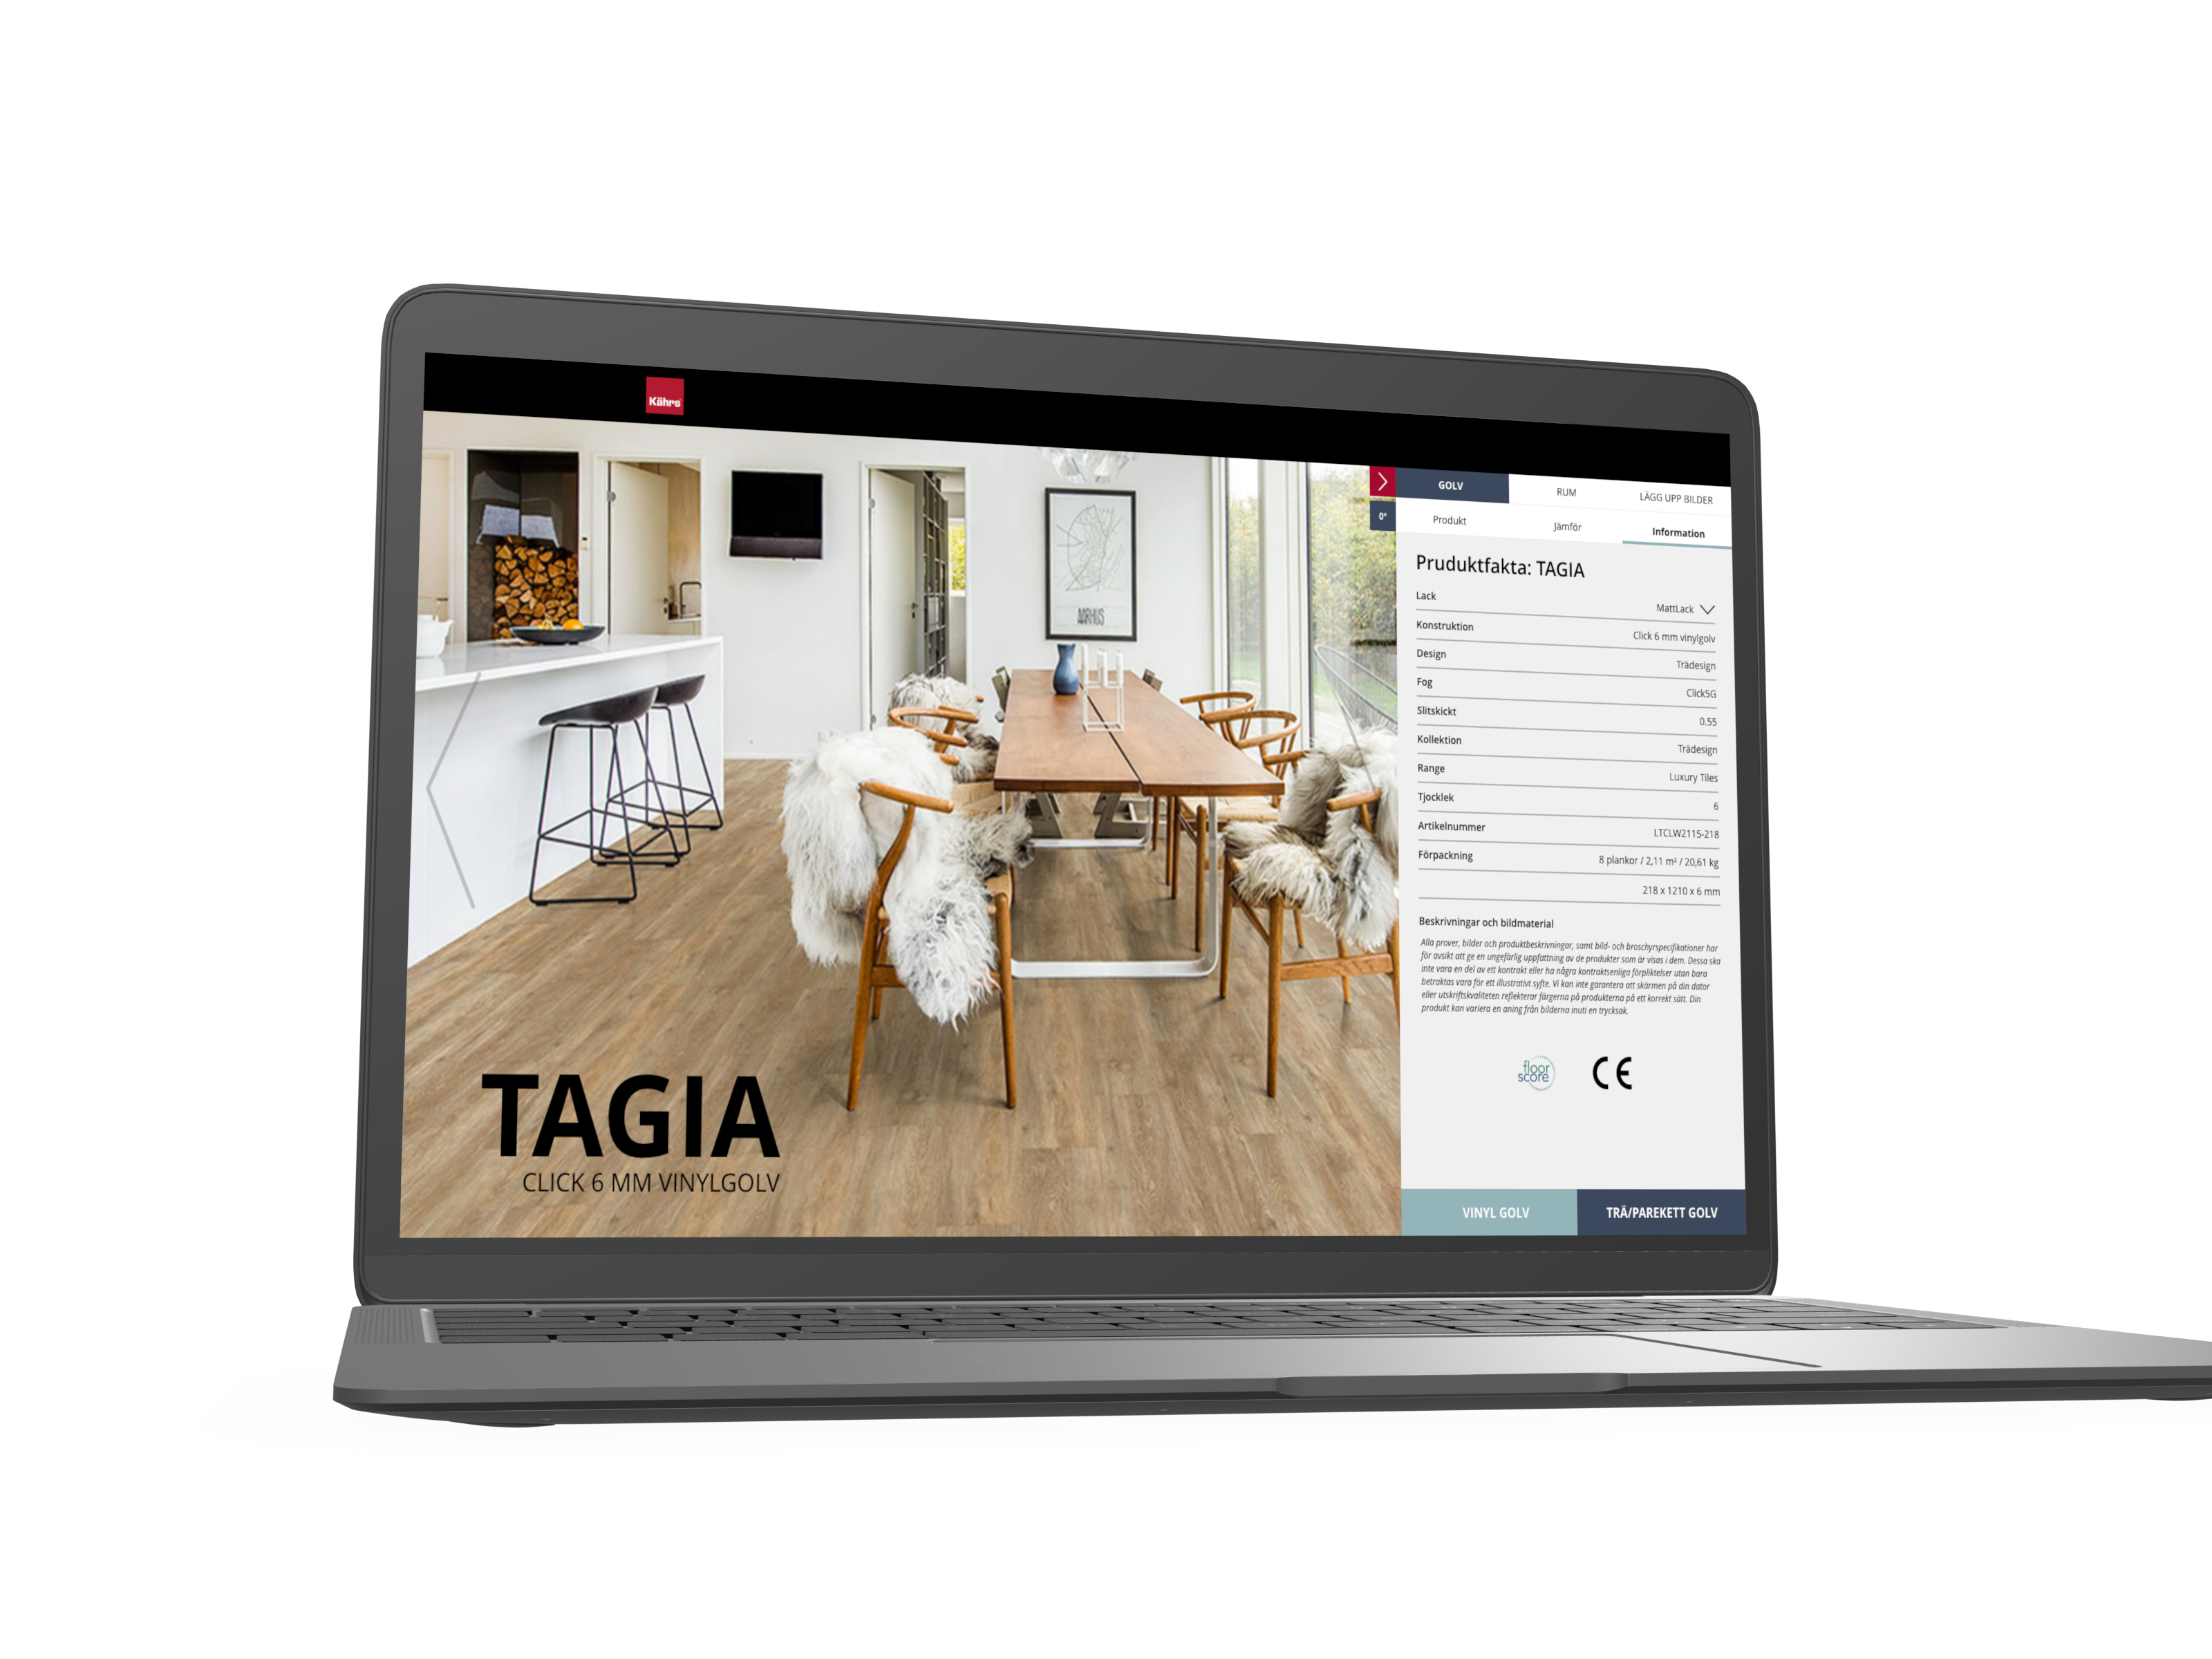 Kährs
AARHUS
TAGIA
CLICK 6 MM VINYLGOLV
0°
GOLV RUM LÄGG UPP BILDER
Produkt Jämför Information
Pruduktfakta: TAGIA
Lack MattLack
Konstruktion Click 6 mm vinylgolv
Design Trädesign
Fog Click5G
Slitskickt 0.55
Kollektion Trädesign
Range Luxury Tiles
Tjocklek 6
Artikelnummer LTCLW2115-218
Förpackning 8 plankor / 2,11 m² / 20,61 kg
218 x 1210 x 6 mm
Beskrivningar och bildmaterial
Alla prover, bilder och produktbeskrivningar, samt bild- och broschyrspecifikationer har
för avsikt att ge en ungefärlig uppfattning av de produkter som är visas i dem. Dessa ska
inte vara en del av ett kontrakt eller ha några kontraktsenliga förpliktelser utan bara
betraktas vara för ett illustrativt syfte. Vi kan inte garantera att skärmen på din dator
eller utskriftskvaliteten reflekterar färgerna på produkterna på ett korrekt sätt. Din
produkt kan variera en aning från bilderna inuti en trycksak.
floor
score
CE
VINYL GOLV TRÄ/PAREKETT GOLV